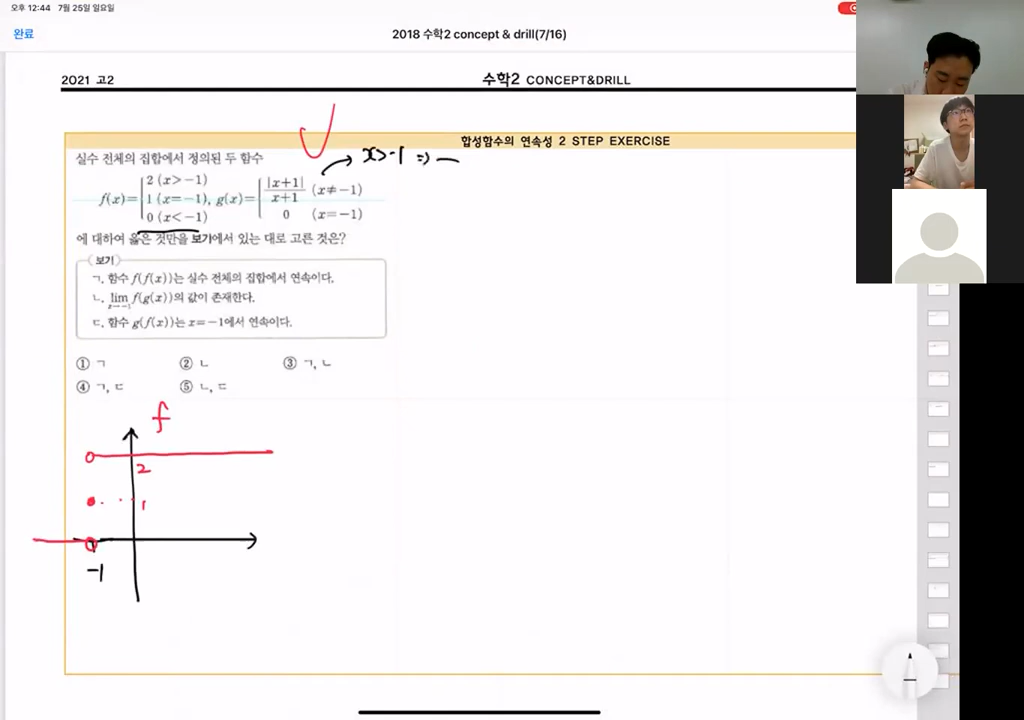 오후 12:44 7월 25일 일요일
완료
2018 수학2 concept & drill(7/16)
2021 고2
수학2 CONCEPT&DRILL
합성함수의 연속성 2 STEP EXERCISE
실수 전체의 집합에서 정의된 두 함수
x>-1 ⇒
f(x)= 2 (x>-1) 1 (x=-1), 0 (x<-1) g(x)= |x+1|/x+1 (x≠-1) 0 (x=-1)
에 대하여 옳은 것만을 보기에서 있는 대로 고른 것은?
보기
ㄱ. 함수 f(f(x))는 실수 전체의 집합에서 연속이다.
ㄴ. lim x→-1 f(g(x))의 값이 존재한다.
ㄷ. 함수 g(f(x))는 x=-1에서 연속이다.
① ㄱ ② ㄴ ③ ㄱ, ㄴ
④ ㄱ, ㄷ ⑤ ㄴ, ㄷ
f
2
1
-1